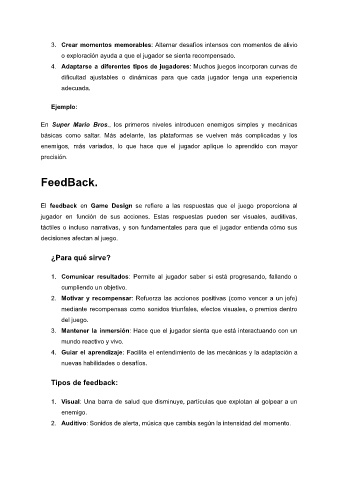 3. Crear momentos memorables: Alternar desafíos intensos con momentos de alivio
o exploración ayuda a que el jugador se sienta recompensado.
4. Adaptarse a diferentes tipos de jugadores: Muchos juegos incorporan curvas de
dificultad ajustables o dinámicas para que cada jugador tenga una experiencia
adecuada.
Ejemplo:
En Super Mario Bros., los primeros niveles introducen enemigos simples y mecánicas
básicas como saltar. Más adelante, las plataformas se vuelven más complicadas y los
enemigos, más variados, lo que hace que el jugador aplique lo aprendido con mayor
precisión.
FeedBack.
El feedback en Game Design se refiere a las respuestas que el juego proporciona al
jugador en función de sus acciones. Estas respuestas pueden ser visuales, auditivas,
táctiles o incluso narrativas, y son fundamentales para que el jugador entienda cómo sus
decisiones afectan al juego.
¿Para qué sirve?
1. Comunicar resultados: Permite al jugador saber si está progresando, fallando o
cumpliendo un objetivo.
2. Motivar y recompensar: Refuerza las acciones positivas (como vencer a un jefe)
mediante recompensas como sonidos triunfales, efectos visuales, o premios dentro
del juego.
3. Mantener la inmersión: Hace que el jugador sienta que está interactuando con un
mundo reactivo y vivo.
4. Guiar el aprendizaje: Facilita el entendimiento de las mecánicas y la adaptación a
nuevas habilidades o desafíos.
Tipos de feedback:
1. Visual: Una barra de salud que disminuye, partículas que explotan al golpear a un
enemigo.
2. Auditivo: Sonidos de alerta, música que cambia según la intensidad del momento.